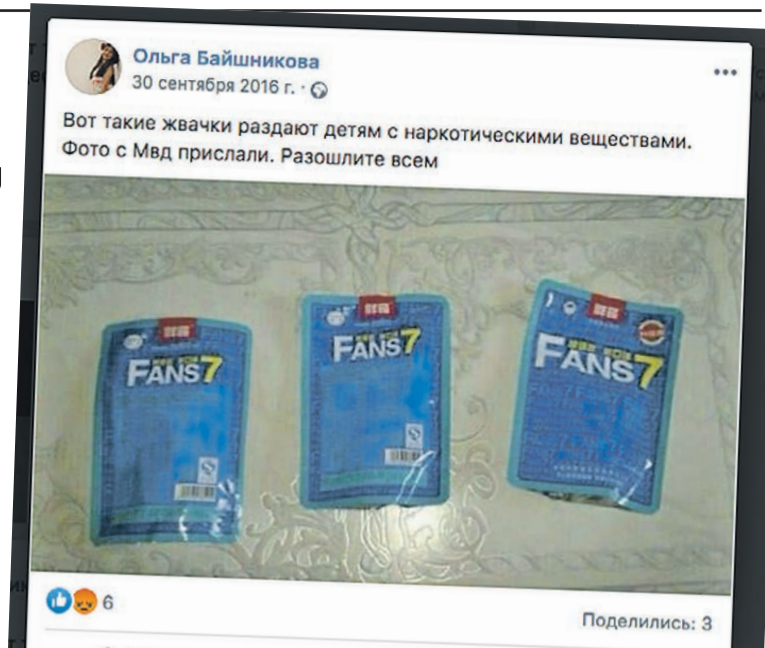 Ольга Байшникова
30 сентября 2016 г.
Вот такие жвачки раздают детям с наркотическими веществами.
Фото с Мвд прислали. Разошлите всем
FANS7
FANS7
FANS7
6
Поделились: 3